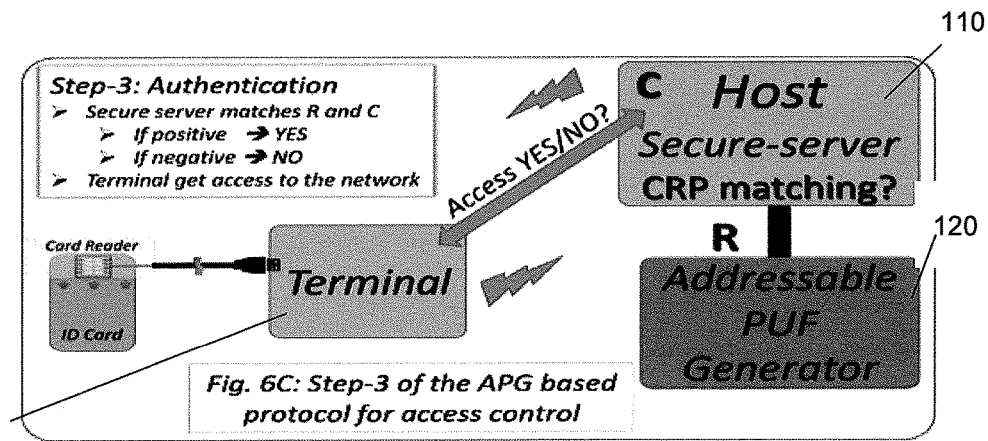 110
Step-3: Authentication
➢ Secure server matches R and C
➢ If positive ➔ YES
➢ If negative ➔ NO
➢ Terminal get access to the network
C
Host
Secure-server
CRP matching?
Access YES/NO?
R
120
Addressable
PUF
Generator
Card Reader
ID Card
Terminal
Fig. 6C: Step-3 of the APG based
protocol for access control